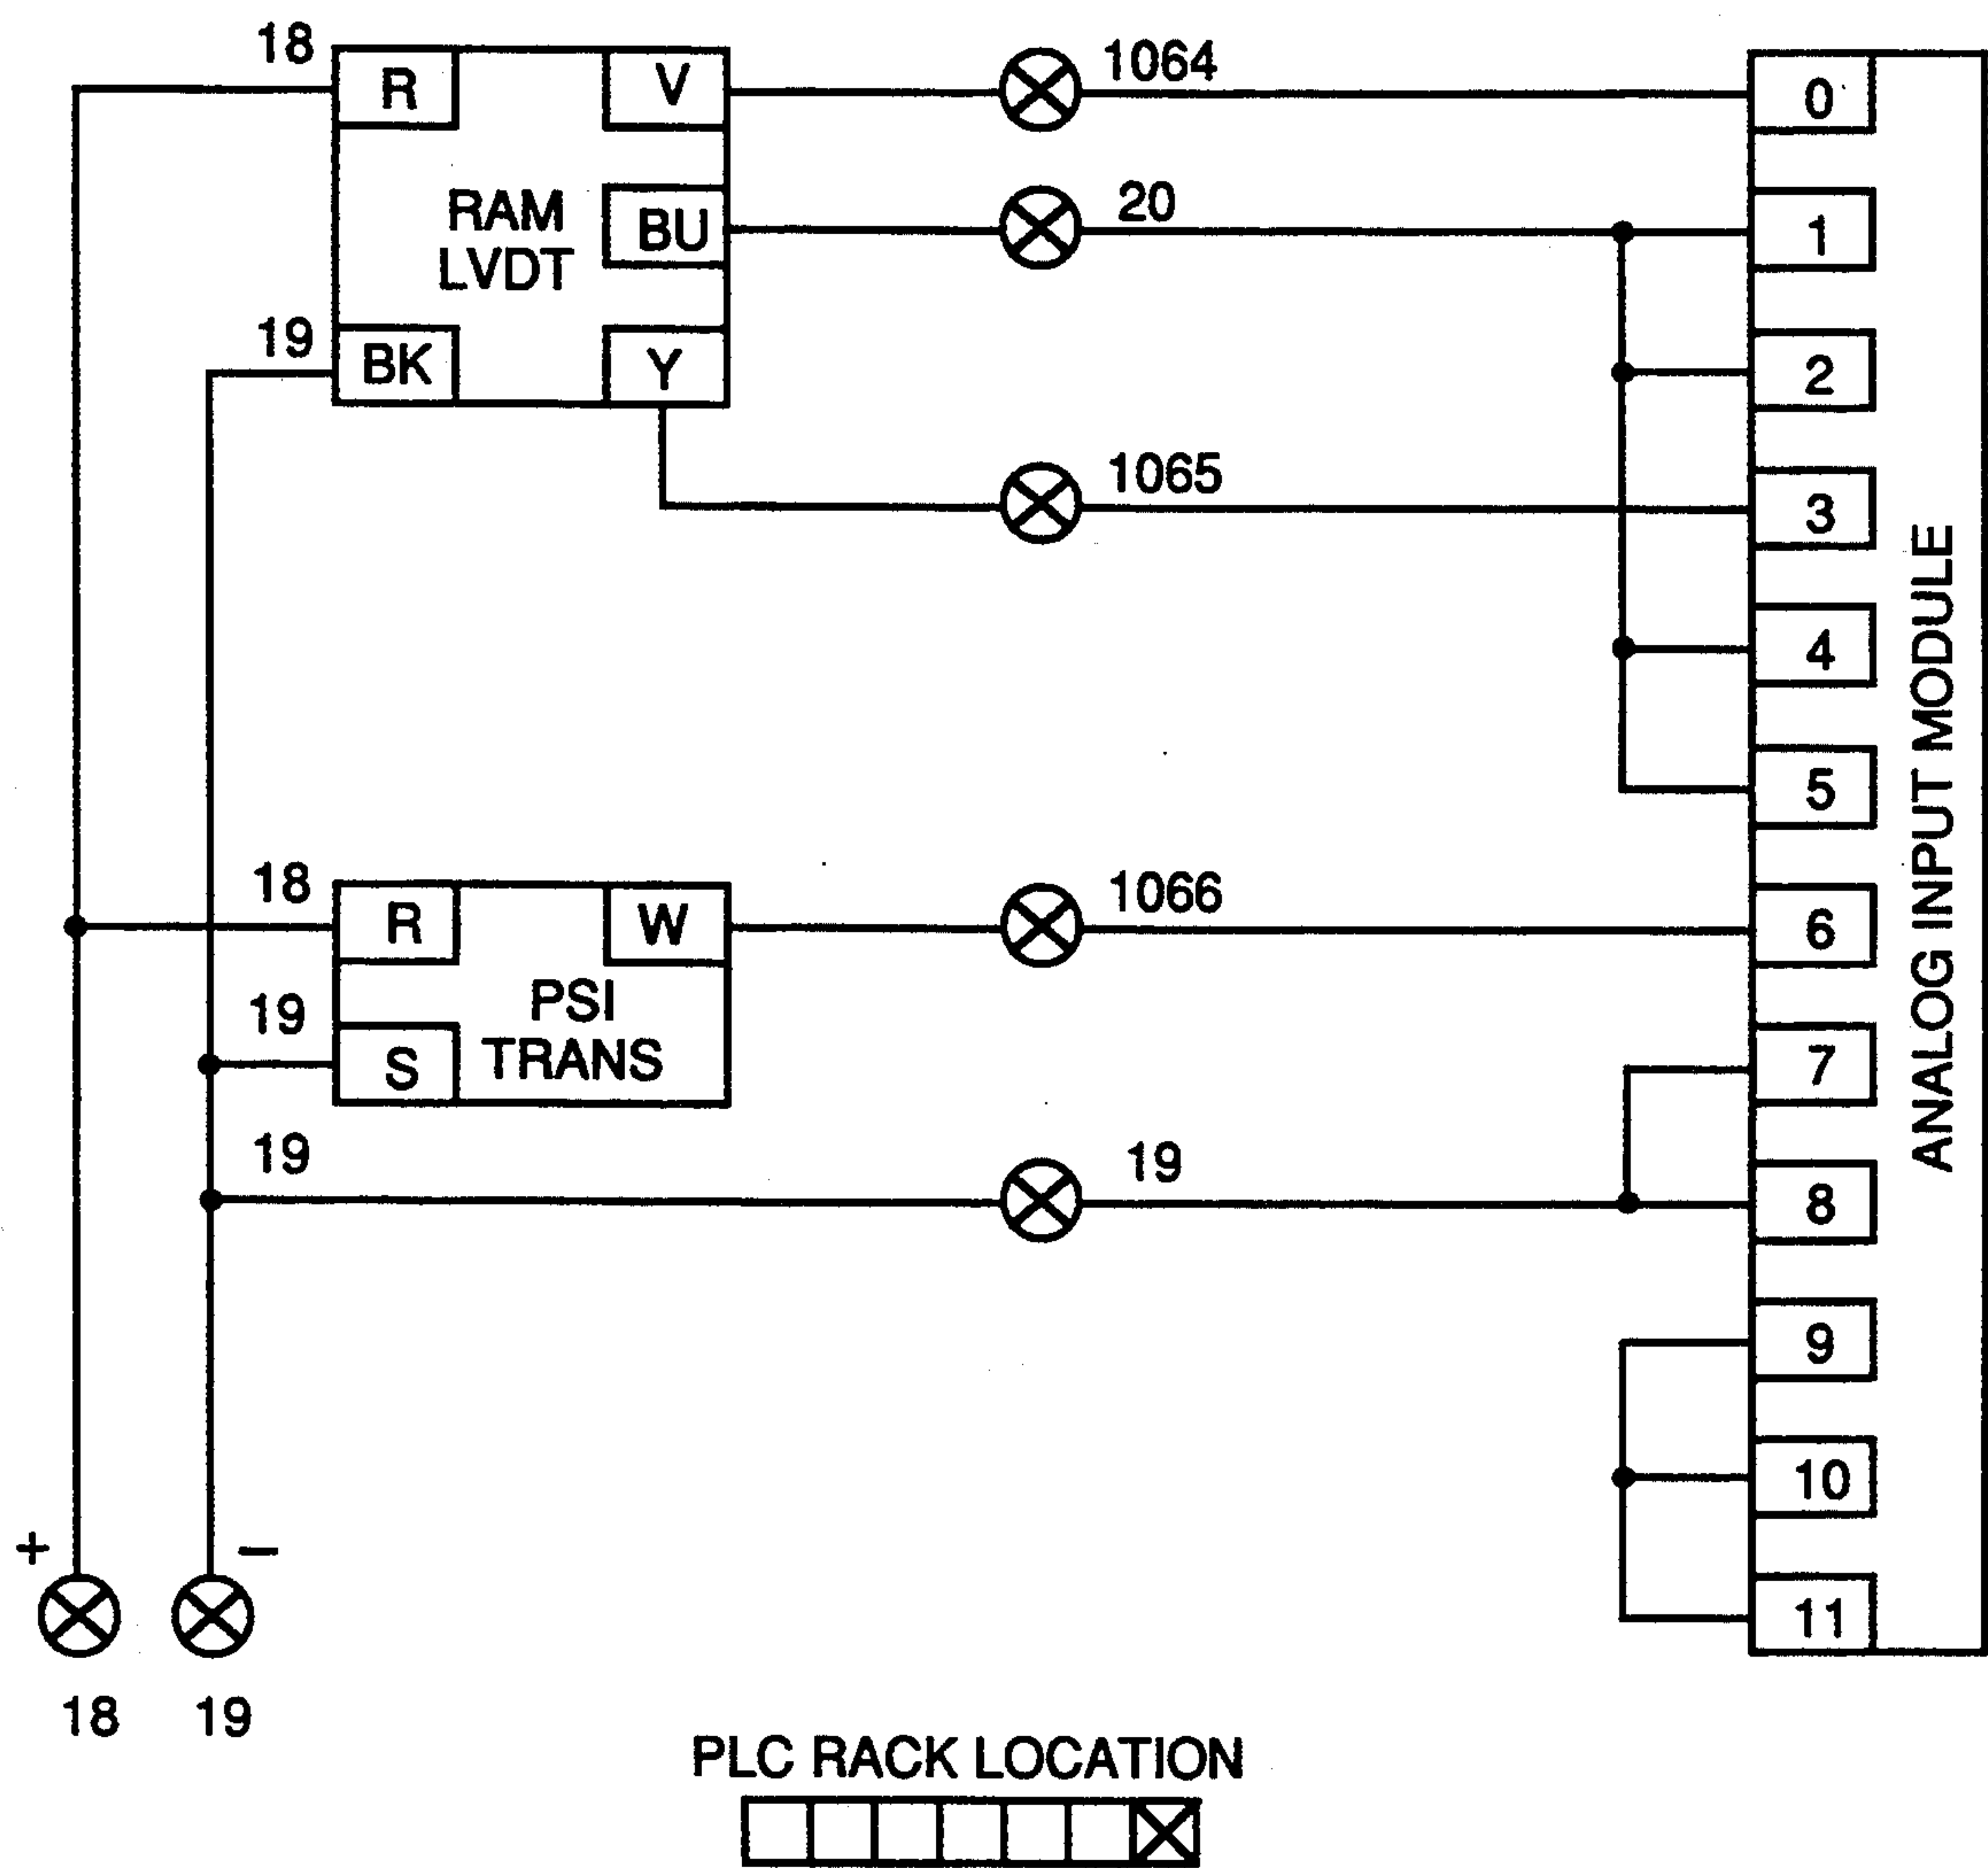 18
R
V
1064
0
RAM
LVDT
BU
20
1
19
BK
Y
2
1065
3
4
5
ANALOG INPUT MODULE
18
R
W
1066
6
PSI
TRANS
19
S
7
19
19
8
9
10
11
+
−
18
19
PLC RACK LOCATION